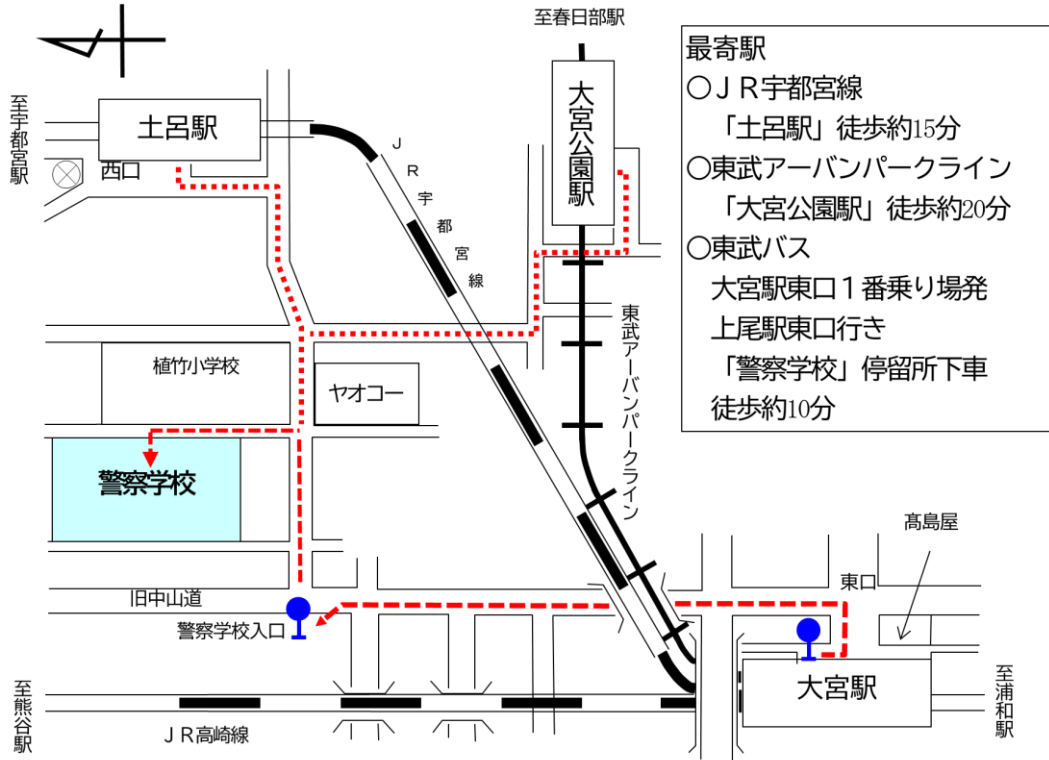 至春日部駅
最寄駅
○ＪＲ宇都宮線
「土呂駅」徒歩約15分
○東武アーバンパークライン
「大宮公園駅」徒歩約20分
○東武バス
大宮駅東口１番乗り場発
上尾駅東口行き
「警察学校」停留所下車
徒歩約10分
至宇都宮駅
土呂駅
西口
大宮公園駅
ＪＲ宇都宮線
東武アーバンパークライン
植竹小学校
ヤオコー
警察学校
髙島屋
東口
旧中山道
警察学校入口
大宮駅
至熊谷駅
ＪＲ高崎線
至浦和駅